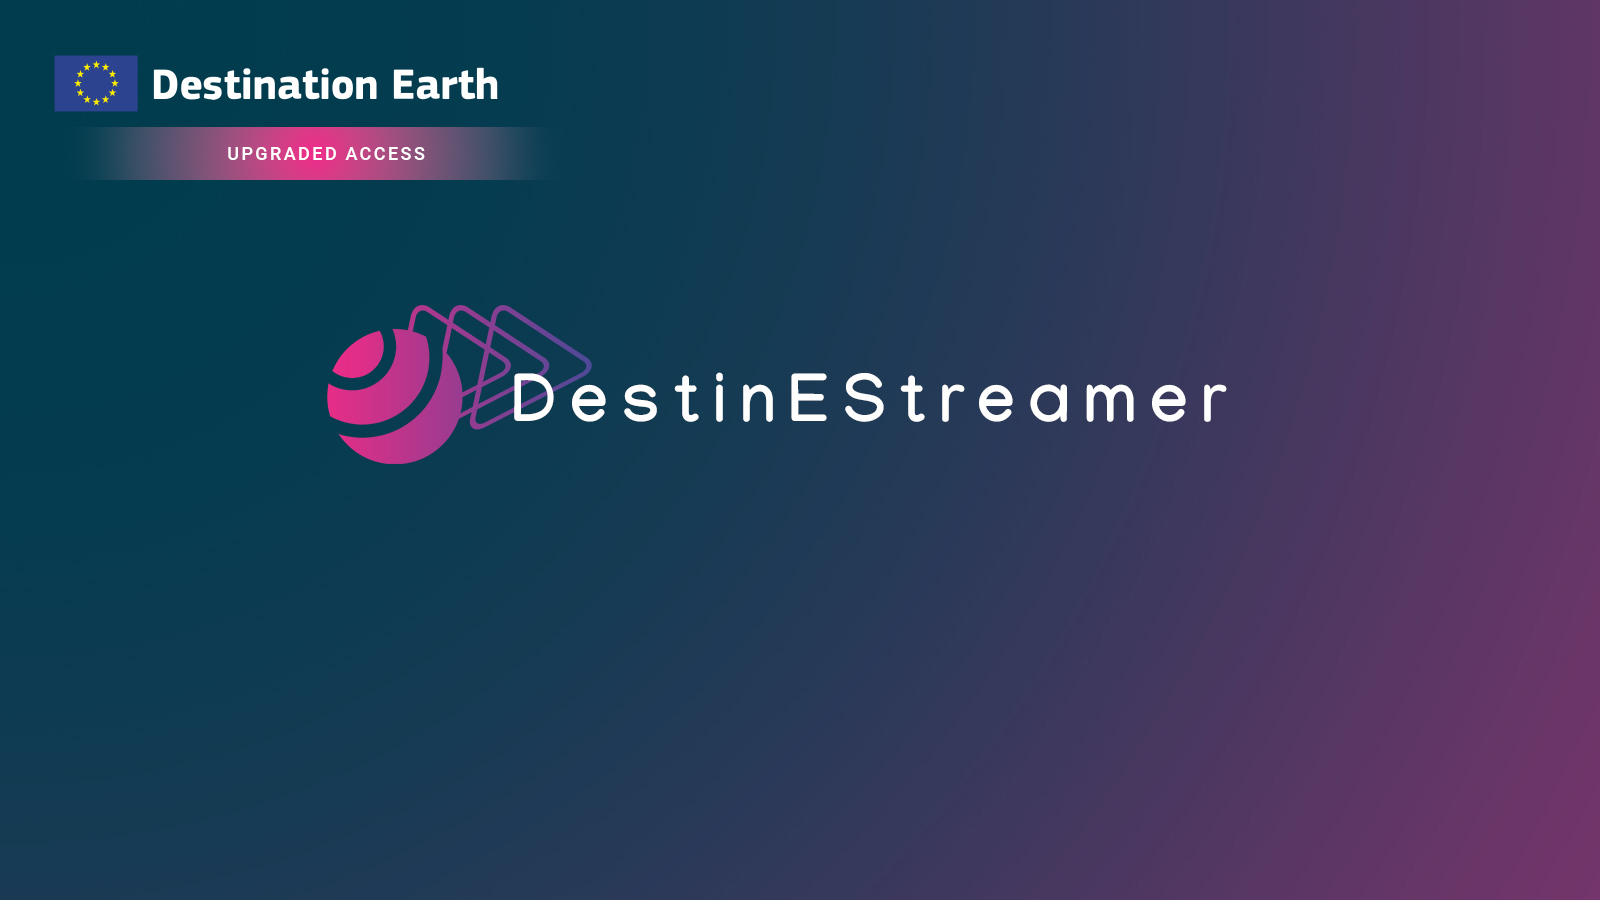 Destination Earth
UPGRADED ACCESS
DestinEStreamer